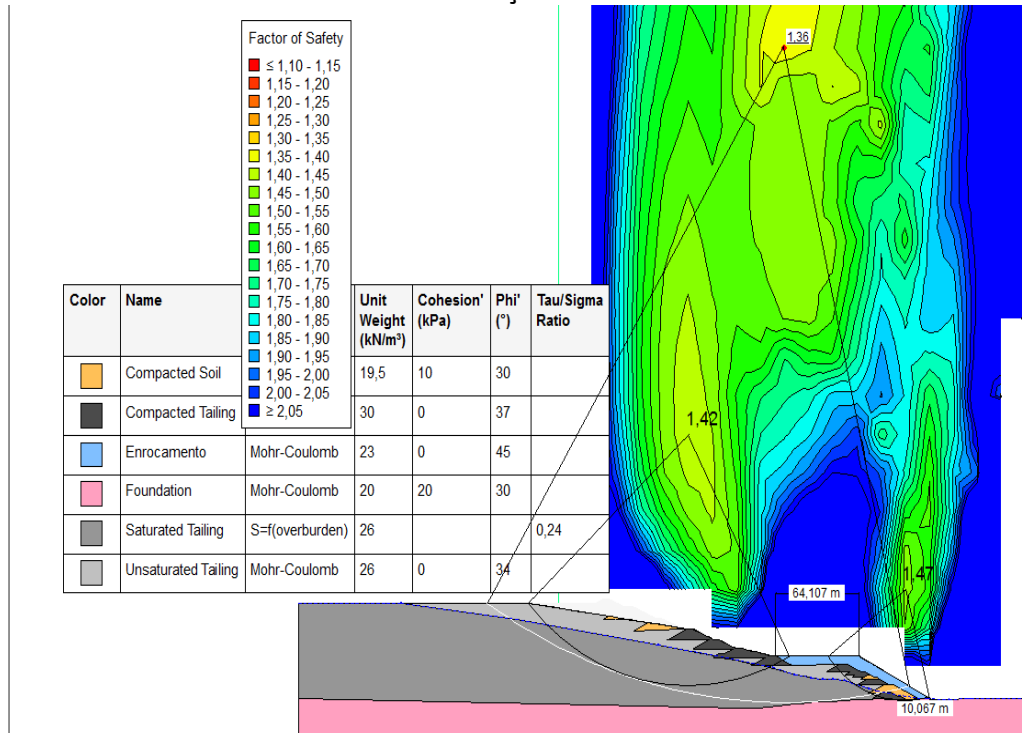 Factor of Safety
≤ 1,10 - 1,15
1,15 - 1,20
1,20 - 1,25
1,25 - 1,30
1,30 - 1,35
1,35 - 1,40
1,40 - 1,45
1,45 - 1,50
1,50 - 1,55
1,55 - 1,60
1,60 - 1,65
1,65 - 1,70
1,70 - 1,75
1,75 - 1,80
1,80 - 1,85
1,85 - 1,90
1,90 - 1,95
1,95 - 2,00
2,00 - 2,05
≥ 2,05
1,36
Color Name Unit Weight (kN/m³) Cohesion' (kPa) Phi' (°) Tau/Sigma Ratio
Compacted Soil 19,5 10 30
Compacted Tailing 30 0 37
Enrocamento Mohr-Coulomb 23 0 45
Foundation Mohr-Coulomb 20 20 30
Saturated Tailing S=f(overburden) 26 0,24
Unsaturated Tailing Mohr-Coulomb 26 0 34
1,42
1,47
64,107 m
10,067 m